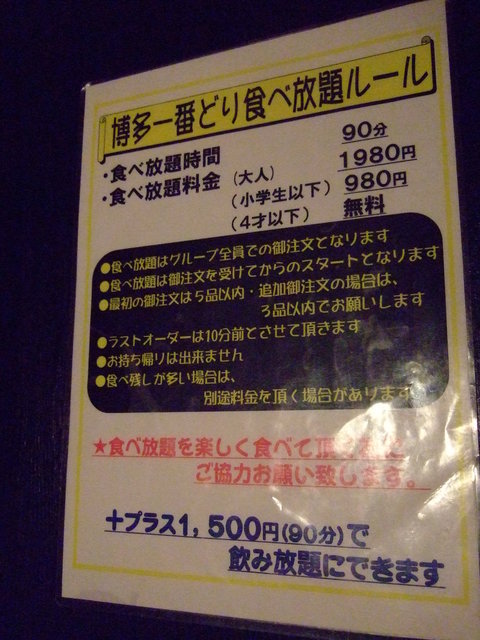 博多一番どり食べ放題ルール
・食べ放題時間 90分
・食べ放題料金 (大人) 1980円
(小学生以下) 980円
(4才以下) 無料
●食べ放題はグループ全員での御注文となります
●食べ放題は御注文を受けてからのスタートとなります
●最初の御注文は5品以内・追加御注文の場合は、
3品以内でお願いします
●ラストオーダーは10分前とさせて頂きます
●お持ち帰りは出来ません
●食べ残しが多い場合は、
別途料金を頂く場合があります
★食べ放題を楽しく食べて頂
ご協力お願い致します。
+プラス1,500円(90分)で
飲み放題にできます